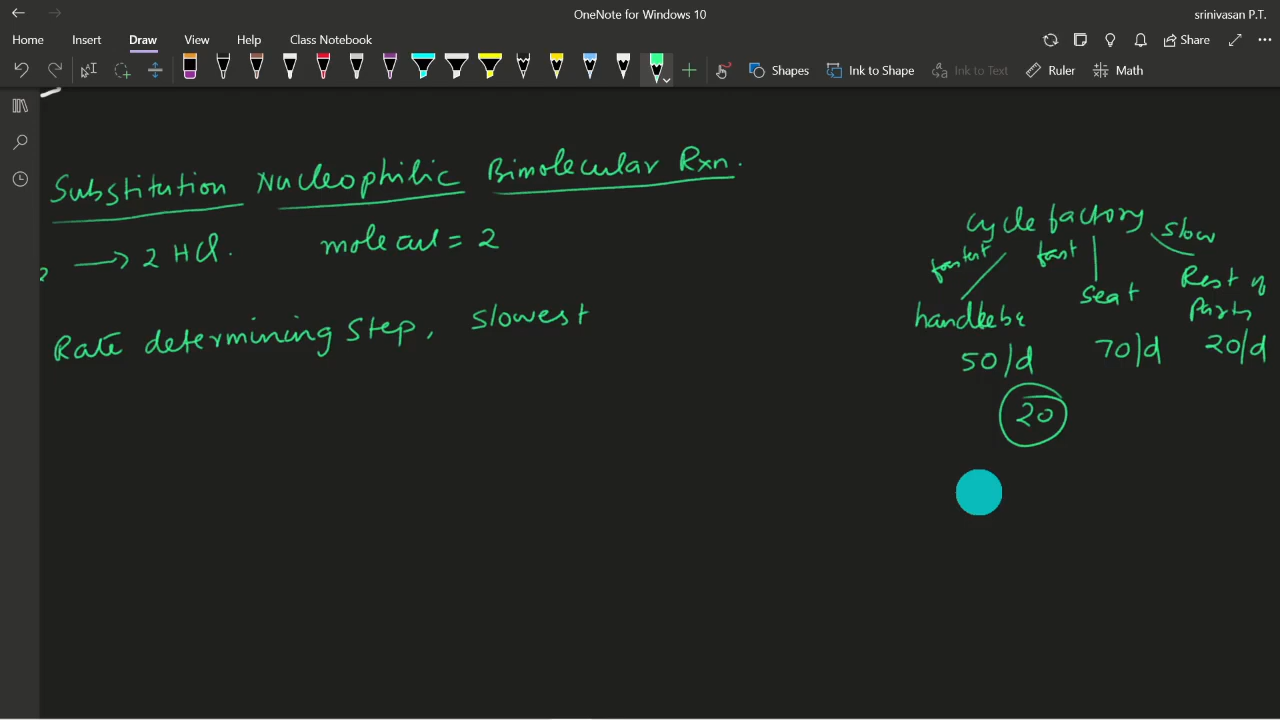 OneNote for Windows 10
srinivasan P.T.
Home Insert Draw View Help Class Notebook
Share
Shapes Ink to Shape Ink to Text Ruler Math
Substitution Nucleophilic Bimolecular Rxn.
2 → 2 HCl. molecul = 2
Rate determining Step, slowest
cycle factory
fastest fast slow
seat Rest of
Parts
50/d 70/d 20/d
20